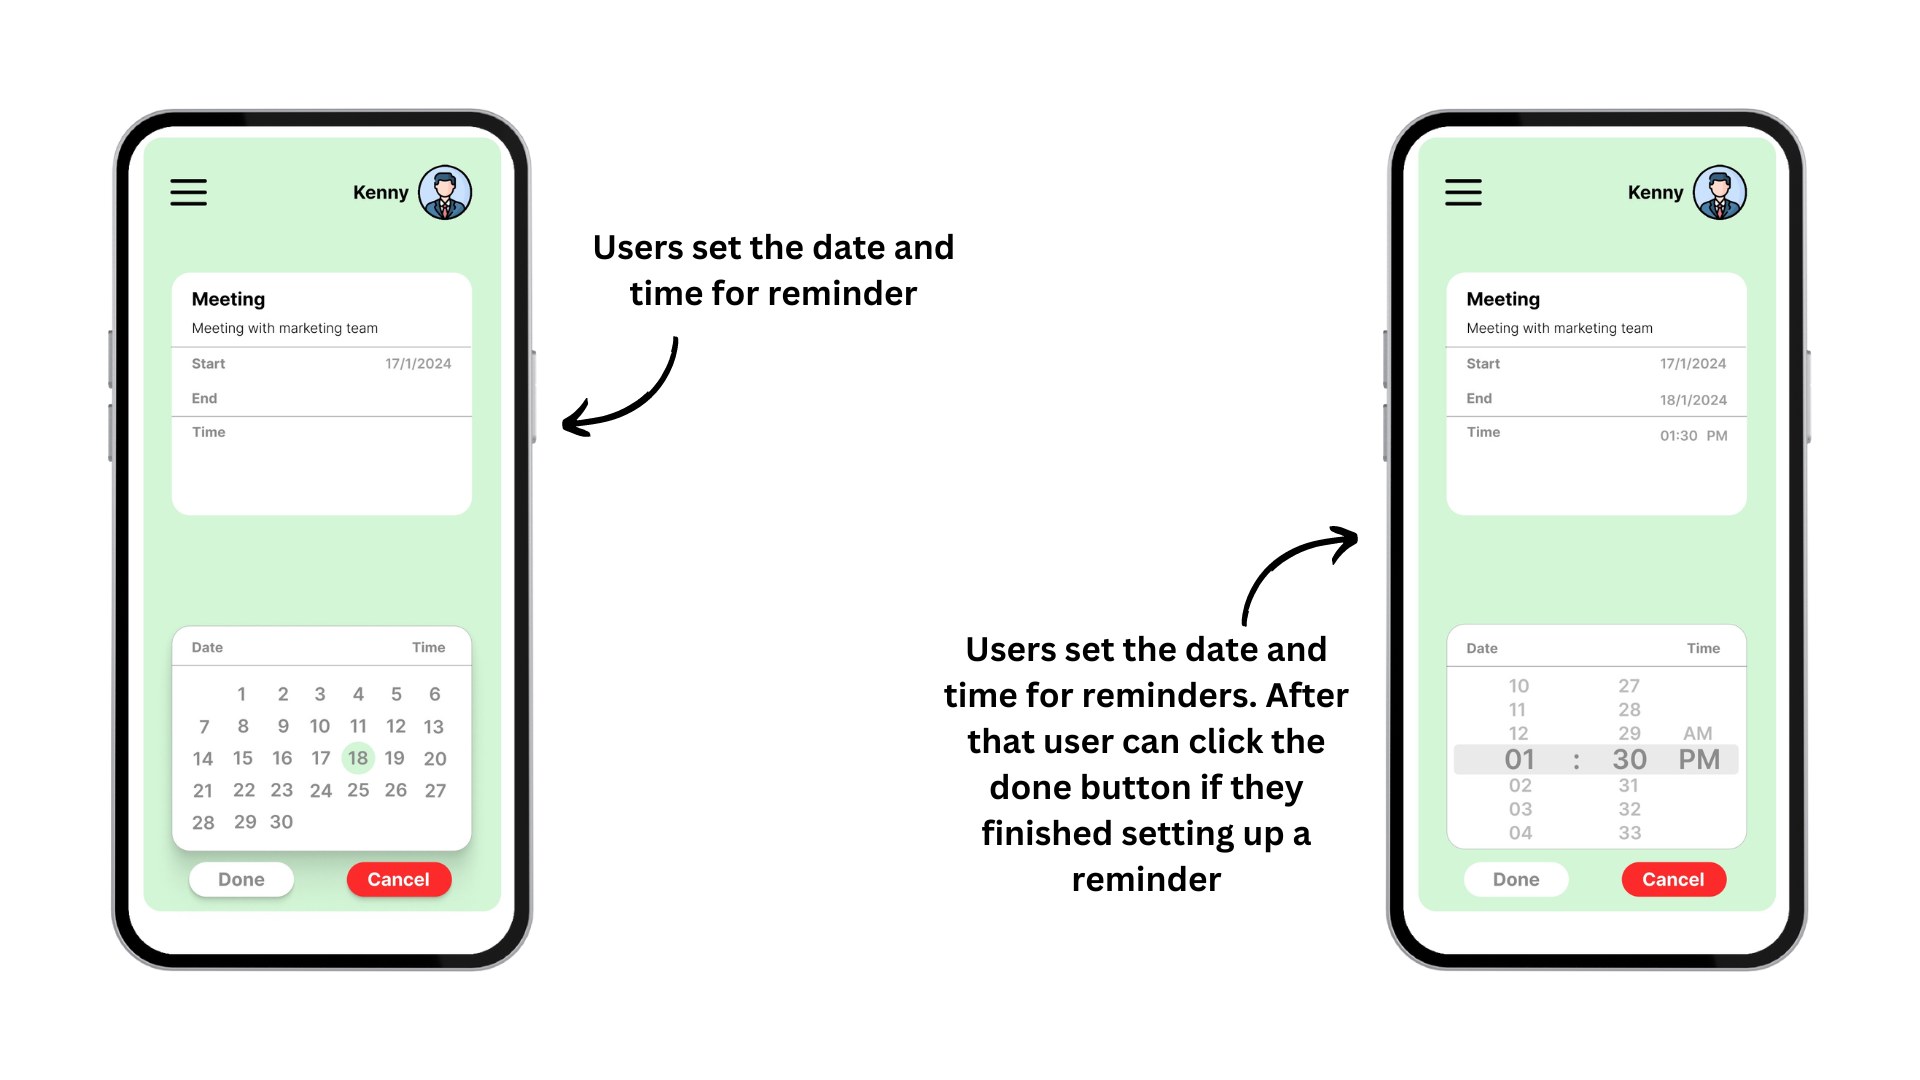 Kenny
Meeting
Meeting with marketing team
Start 17/1/2024
End
Time
Date Time
1 2 3 4 5 6
7 8 9 10 11 12 13
14 15 16 17 18 19 20
21 22 23 24 25 26 27
28 29 30
Done Cancel
Users set the date and
time for reminder
Users set the date and
time for reminders. After
that user can click the
done button if they
finished setting up a
reminder
Kenny
Meeting
Meeting with marketing team
Start 17/1/2024
End 18/1/2024
Time 01:30 PM
Date Time
10 27
11 28
12 29 AM
01 : 30 PM
02 31
03 32
04 33
Done Cancel